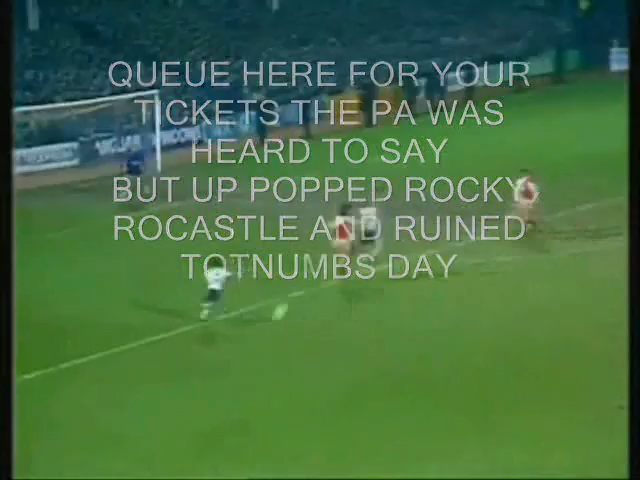 QUEUE HERE FOR YOUR
TICKETS THE PA WAS
HEARD TO SAY
BUT UP POPPED ROCKY
ROCASTLE AND RUINED
TOTNUMBS DAY